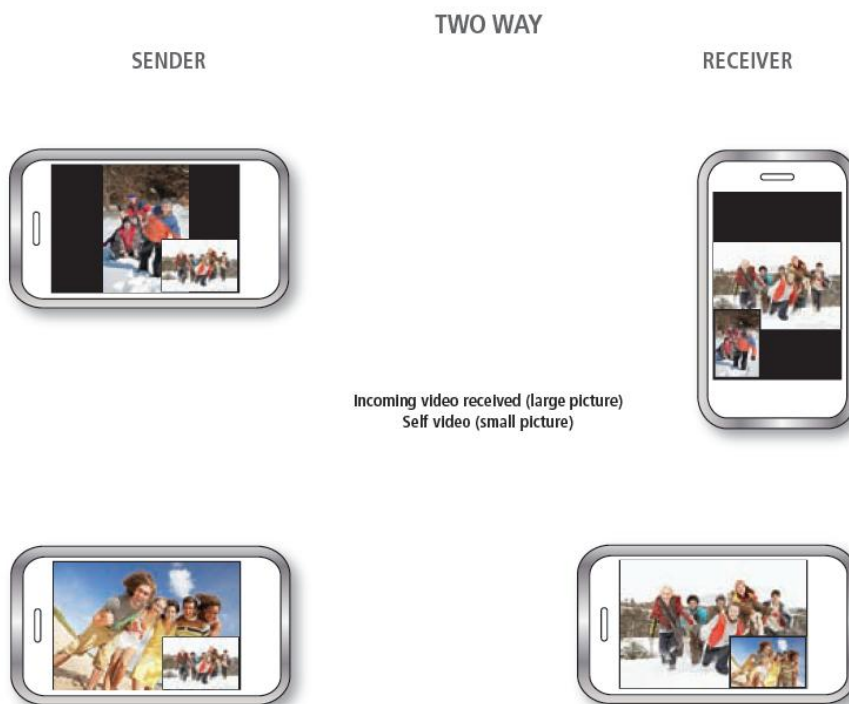 TWO WAY
SENDER
RECEIVER
Incoming video received (large picture)
Self video (small picture)